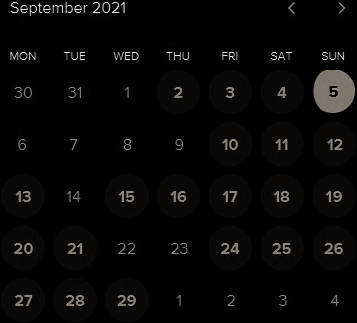 September 2021
MON TUE WED THU FRI SAT SUN
30 31 1 2 3 4 5
6 7 8 9 10 11 12
13 14 15 16 17 18 19
20 21 22 23 24 25 26
27 28 29 1 2 3 4